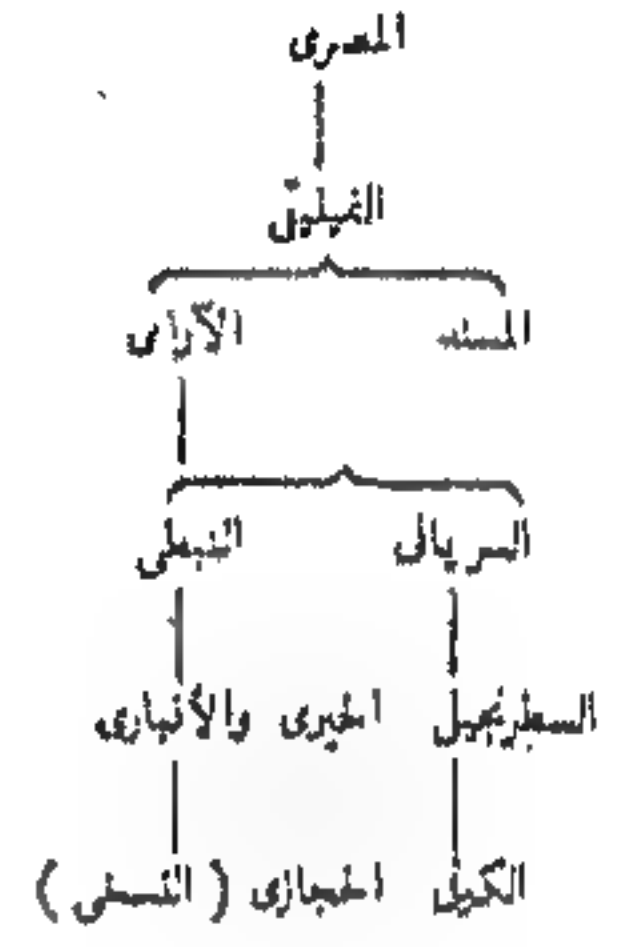 المصرى
الفينيقى
المسند الآرامى
السريانى النبطى
السطرنجيلى الحيرى والأنبارى
الكوفى الحجازى ( النسخى )